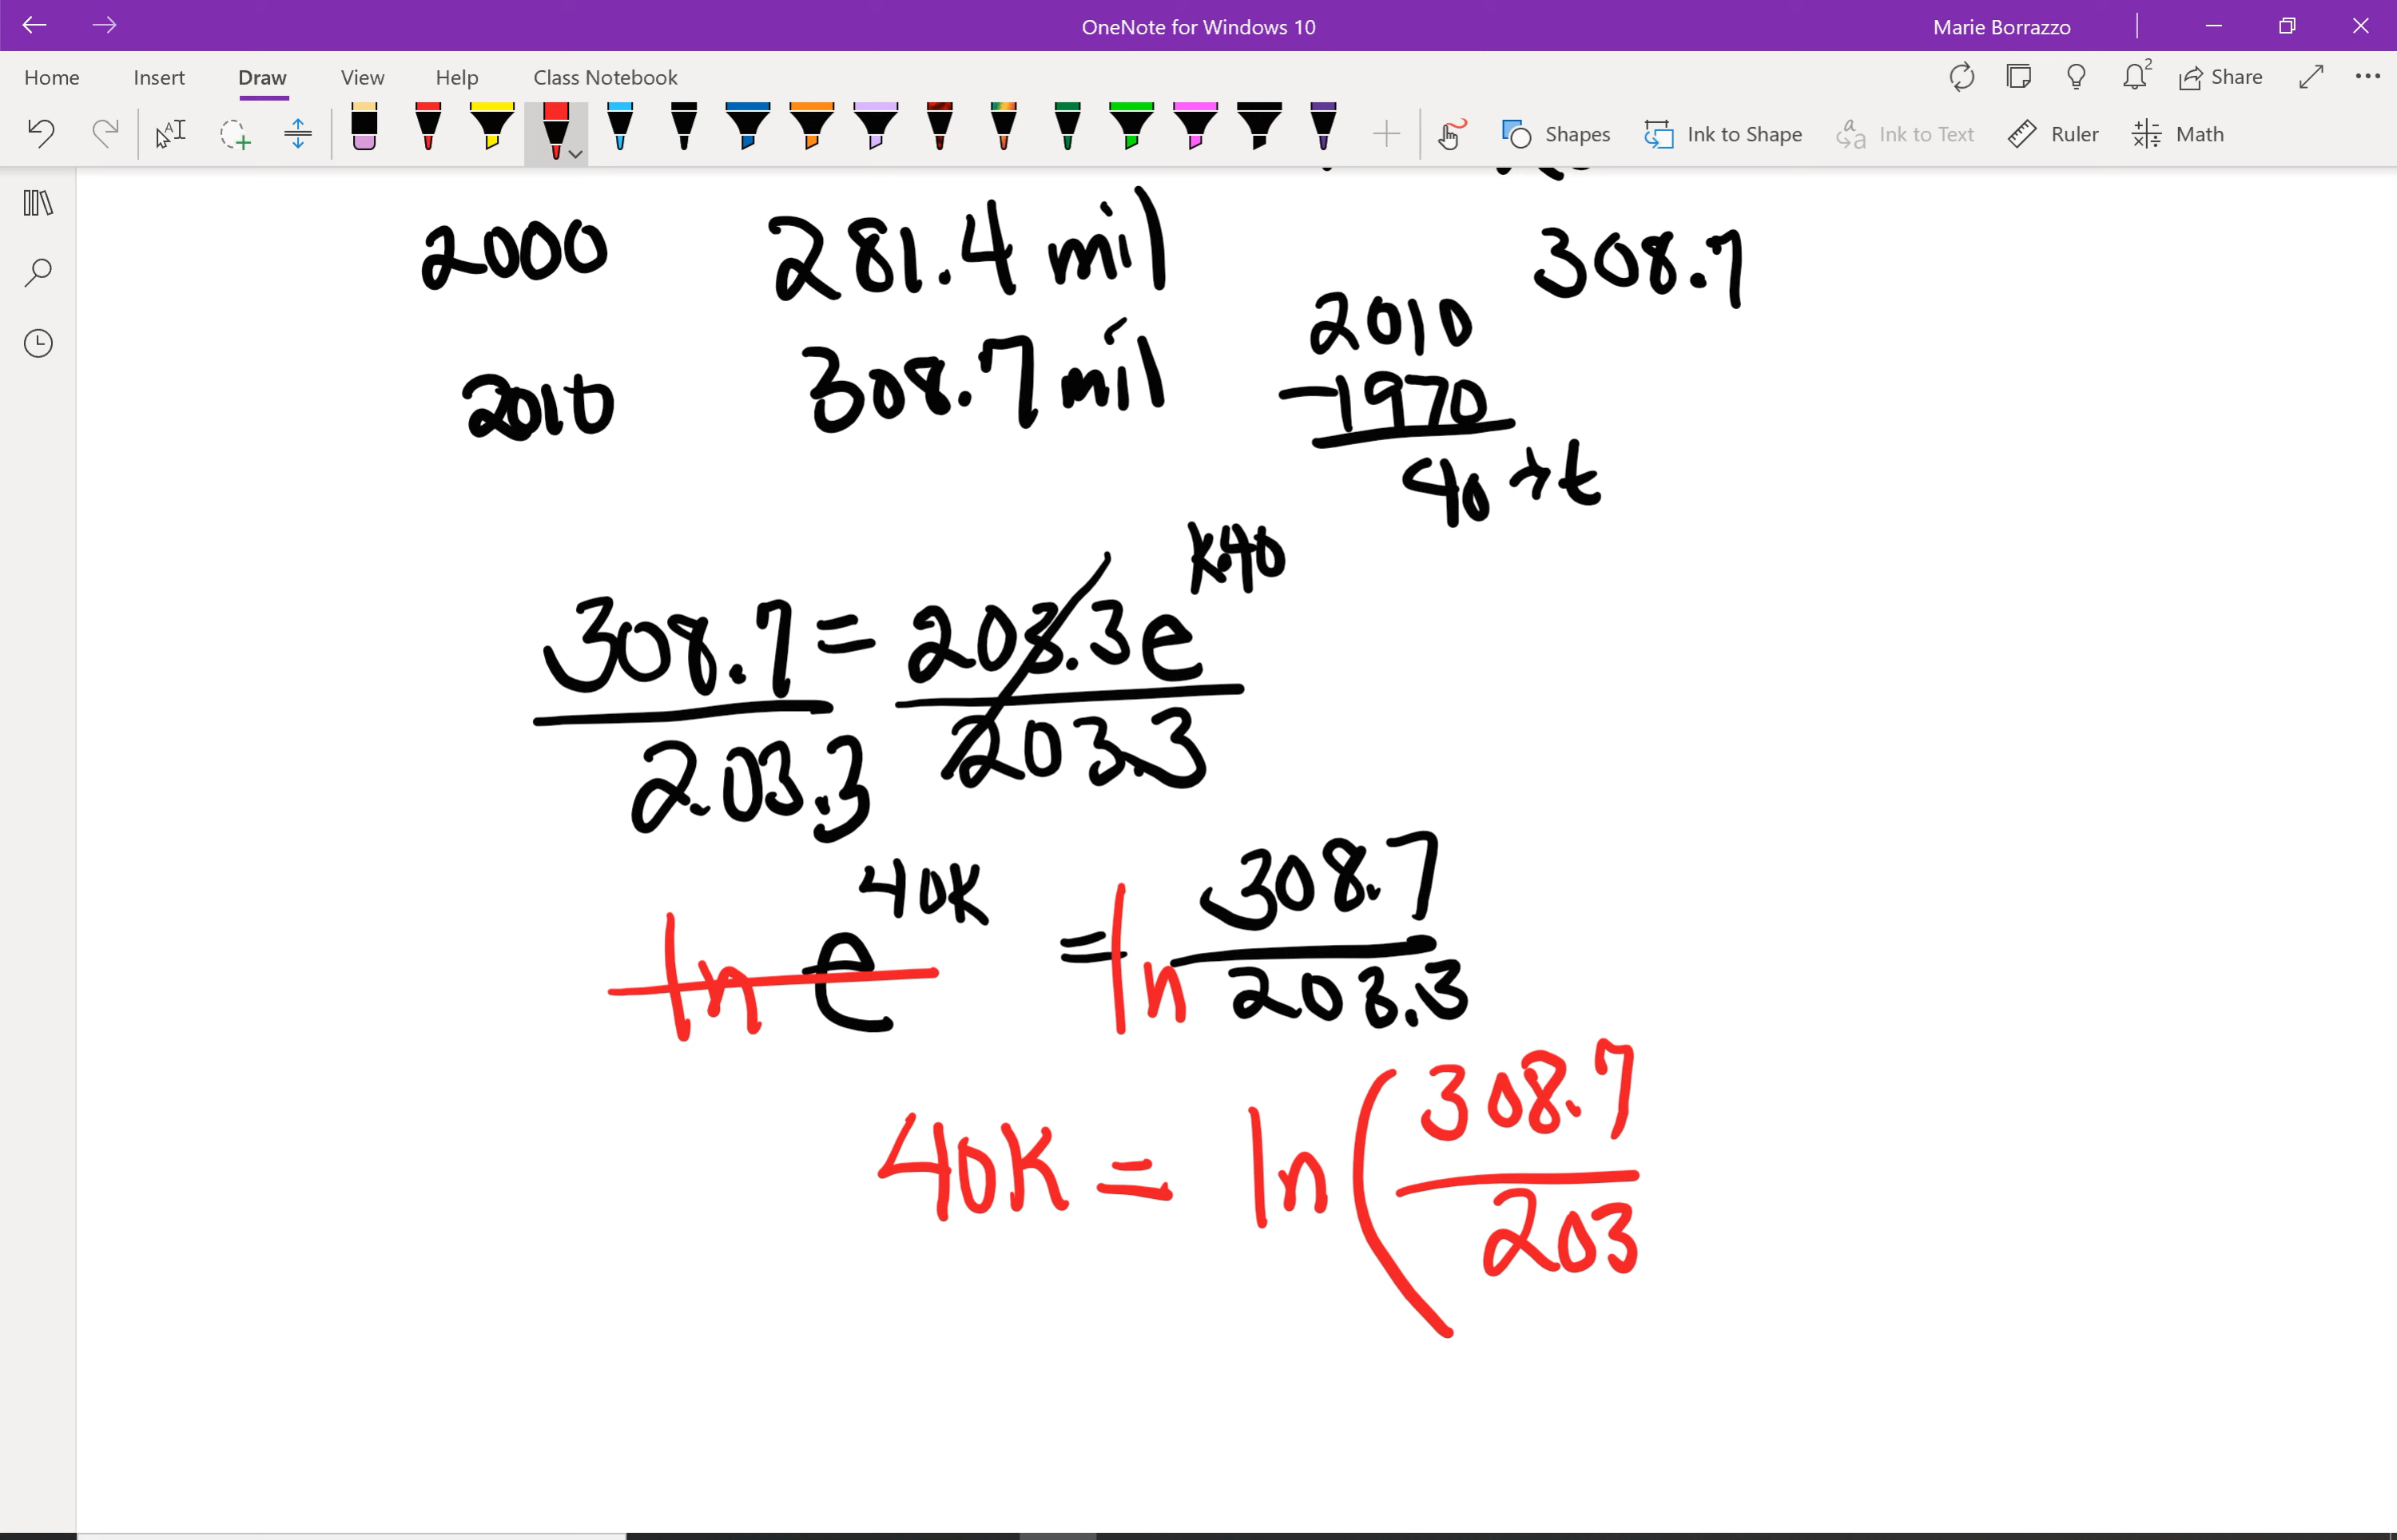 OneNote for Windows 10 Marie Borrazzo
Home Insert Draw View Help Class Notebook 2 Share
Shapes Ink to Shape Ink to Text Ruler Math
2000 281.4 mil 308.7
2010 308.7 mil
2010
-1970
40 → t
308.7 = 203.3e^k.40
203.3 203.3
ln e^40K = ln 308.7
203.3
40K = ln ( 308.7
203